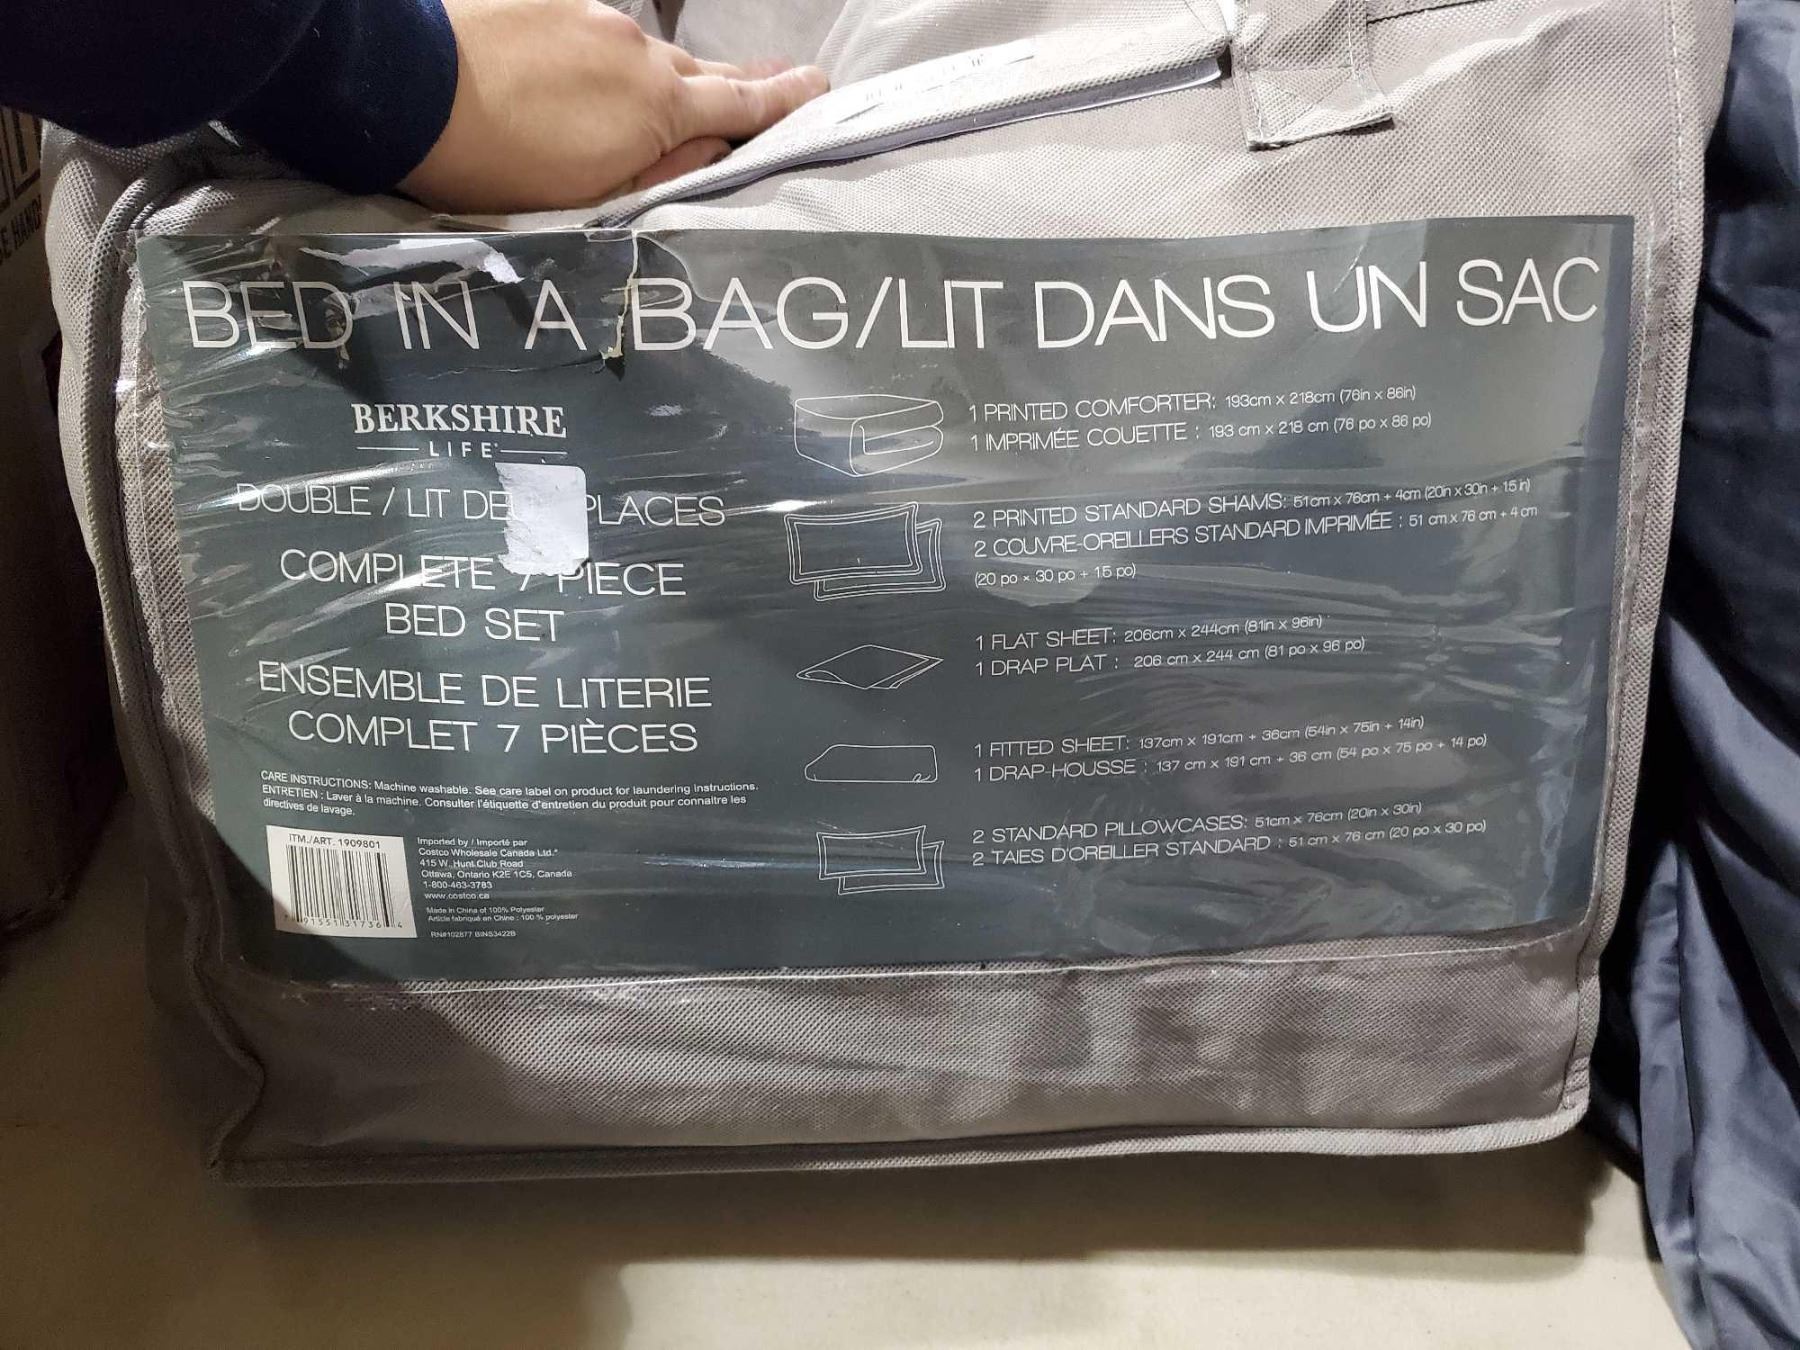 BED IN A BAG/LIT DANS UN SAC
BERKSHIRE
LIFE
DOUBLE / LIT PLACES
COMPLETE 7 PIECE
BED SET
ENSEMBLE DE LITERIE
COMPLET 7 PIÈCES
CARE INSTRUCTIONS: Machine washable. See care label on product for laundering instructions.
ENTRETIEN : Laver à la machine. Consulter l'étiquette d'entretien du produit pour connaître les
directives de lavage.
ITM./ART. 1909801
Imported by / Importé par
Costco Wholesale Canada Ltd.*
415 W. Hunt Club Road
Ottawa, Ontario K2E 1C5, Canada
1-800-463-3783
www.costco.ca
Made in China of 100% Polyester
Article fabriqué en Chine : 100 % polyester
RN#102877 BINS3422B
1 PRINTED COMFORTER: 193cm x 218cm (76in x 86in)
1 IMPRIMÉE COUETTE : 193 cm x 218 cm (76 po x 86 po)
2 PRINTED STANDARD SHAMS: 51cm x 76cm + 4cm (20in x 30in + 1.5 in)
2 COUVRE-OREILLERS STANDARD IMPRIMÉE : 51 cm x 76 cm + 4 cm
(20 po × 30 po + 1.5 po)
1 FLAT SHEET: 206cm x 244cm (81in x 96in)
1 DRAP PLAT : 206 cm x 244 cm (81 po x 96 po)
1 FITTED SHEET: 137cm x 191cm + 36cm (54in x 75in + 14in)
1 DRAP-HOUSSE : 137 cm x 191 cm + 36 cm (54 po x 75 po + 14 po)
2 STANDARD PILLOWCASES: 51cm x 76cm (20in x 30in)
2 TAIES D'OREILLER STANDARD : 51 cm x 76 cm (20 po x 30 po)